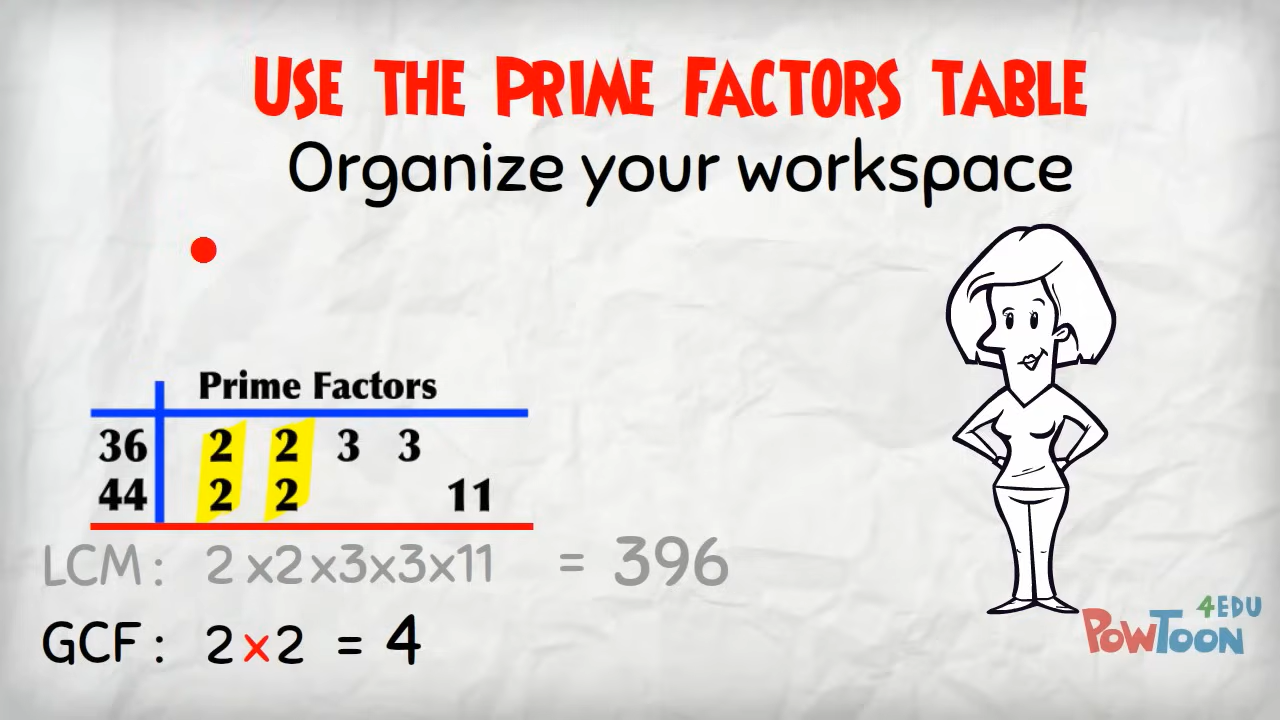 USE THE PRIME FACTORS TABLE
Organize your workspace
Prime Factors
36 2 2 3 3
44 2 2 11
LCM: 2x2x3x3x11 = 396
GCF: 2x2 = 4
4EDU
POWTOON